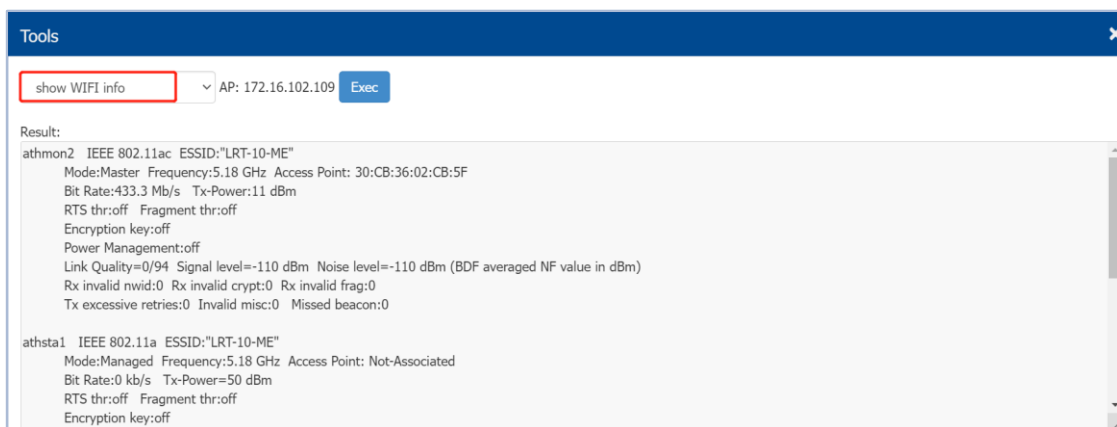 Tools
show WIFI info AP: 172.16.102.109 Exec
Result:
athmon2 IEEE 802.11ac ESSID:"LRT-10-ME"
Mode:Master Frequency:5.18 GHz Access Point: 30:CB:36:02:CB:5F
Bit Rate:433.3 Mb/s Tx-Power:11 dBm
RTS thr:off Fragment thr:off
Encryption key:off
Power Management:off
Link Quality=0/94 Signal level=-110 dBm Noise level=-110 dBm (BDF averaged NF value in dBm)
Rx invalid nwid:0 Rx invalid crypt:0 Rx invalid frag:0
Tx excessive retries:0 Invalid misc:0 Missed beacon:0
athsta1 IEEE 802.11a ESSID:"LRT-10-ME"
Mode:Managed Frequency:5.18 GHz Access Point: Not-Associated
Bit Rate:0 kb/s Tx-Power=50 dBm
RTS thr:off Fragment thr:off
Encryption key:off